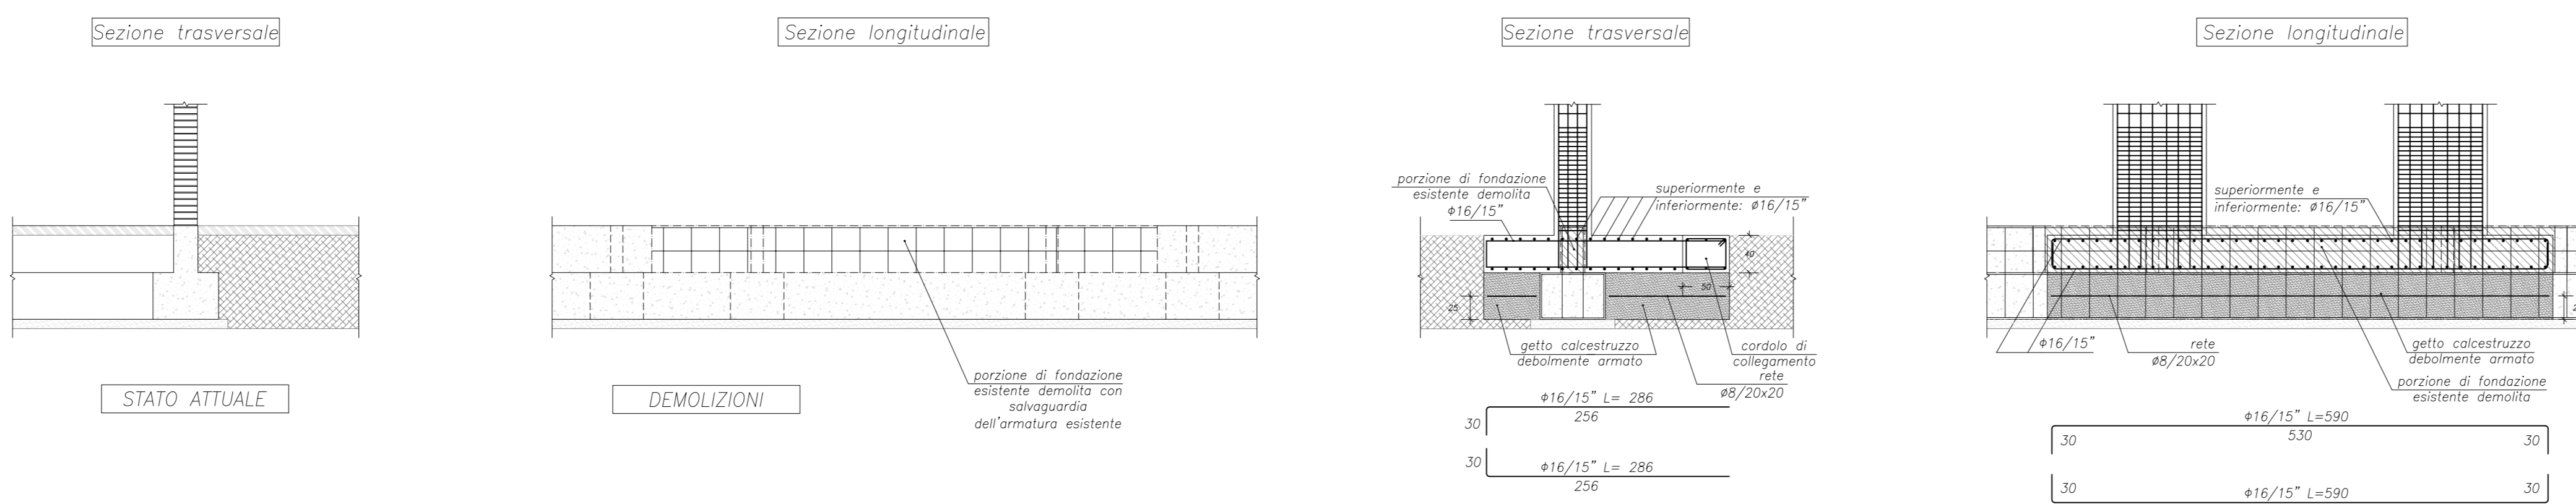 Sezione trasversale
Sezione longitudinale
Sezione trasversale
Sezione longitudinale
STATO ATTUALE
DEMOLIZIONI
porzione di fondazione
esistente demolita con
salvaguardia
dell'armatura esistente
porzione di fondazione
esistente demolita
ϕ16/15"
superiormente e
inferiormente: ø16/15"
40
50
25
getto calcestruzzo
debolmente armato
cordolo di
collegamento
rete
ø8/20x20
ϕ16/15" L= 286
256
30
30
ϕ16/15" L= 286
256
superiormente e
inferiormente: ø16/15"
ϕ16/15"
rete
ø8/20x20
getto calcestruzzo
debolmente armato
porzione di fondazione
esistente demolita
ϕ16/15" L=590
530
30
30
30
30
ϕ16/15" L=590